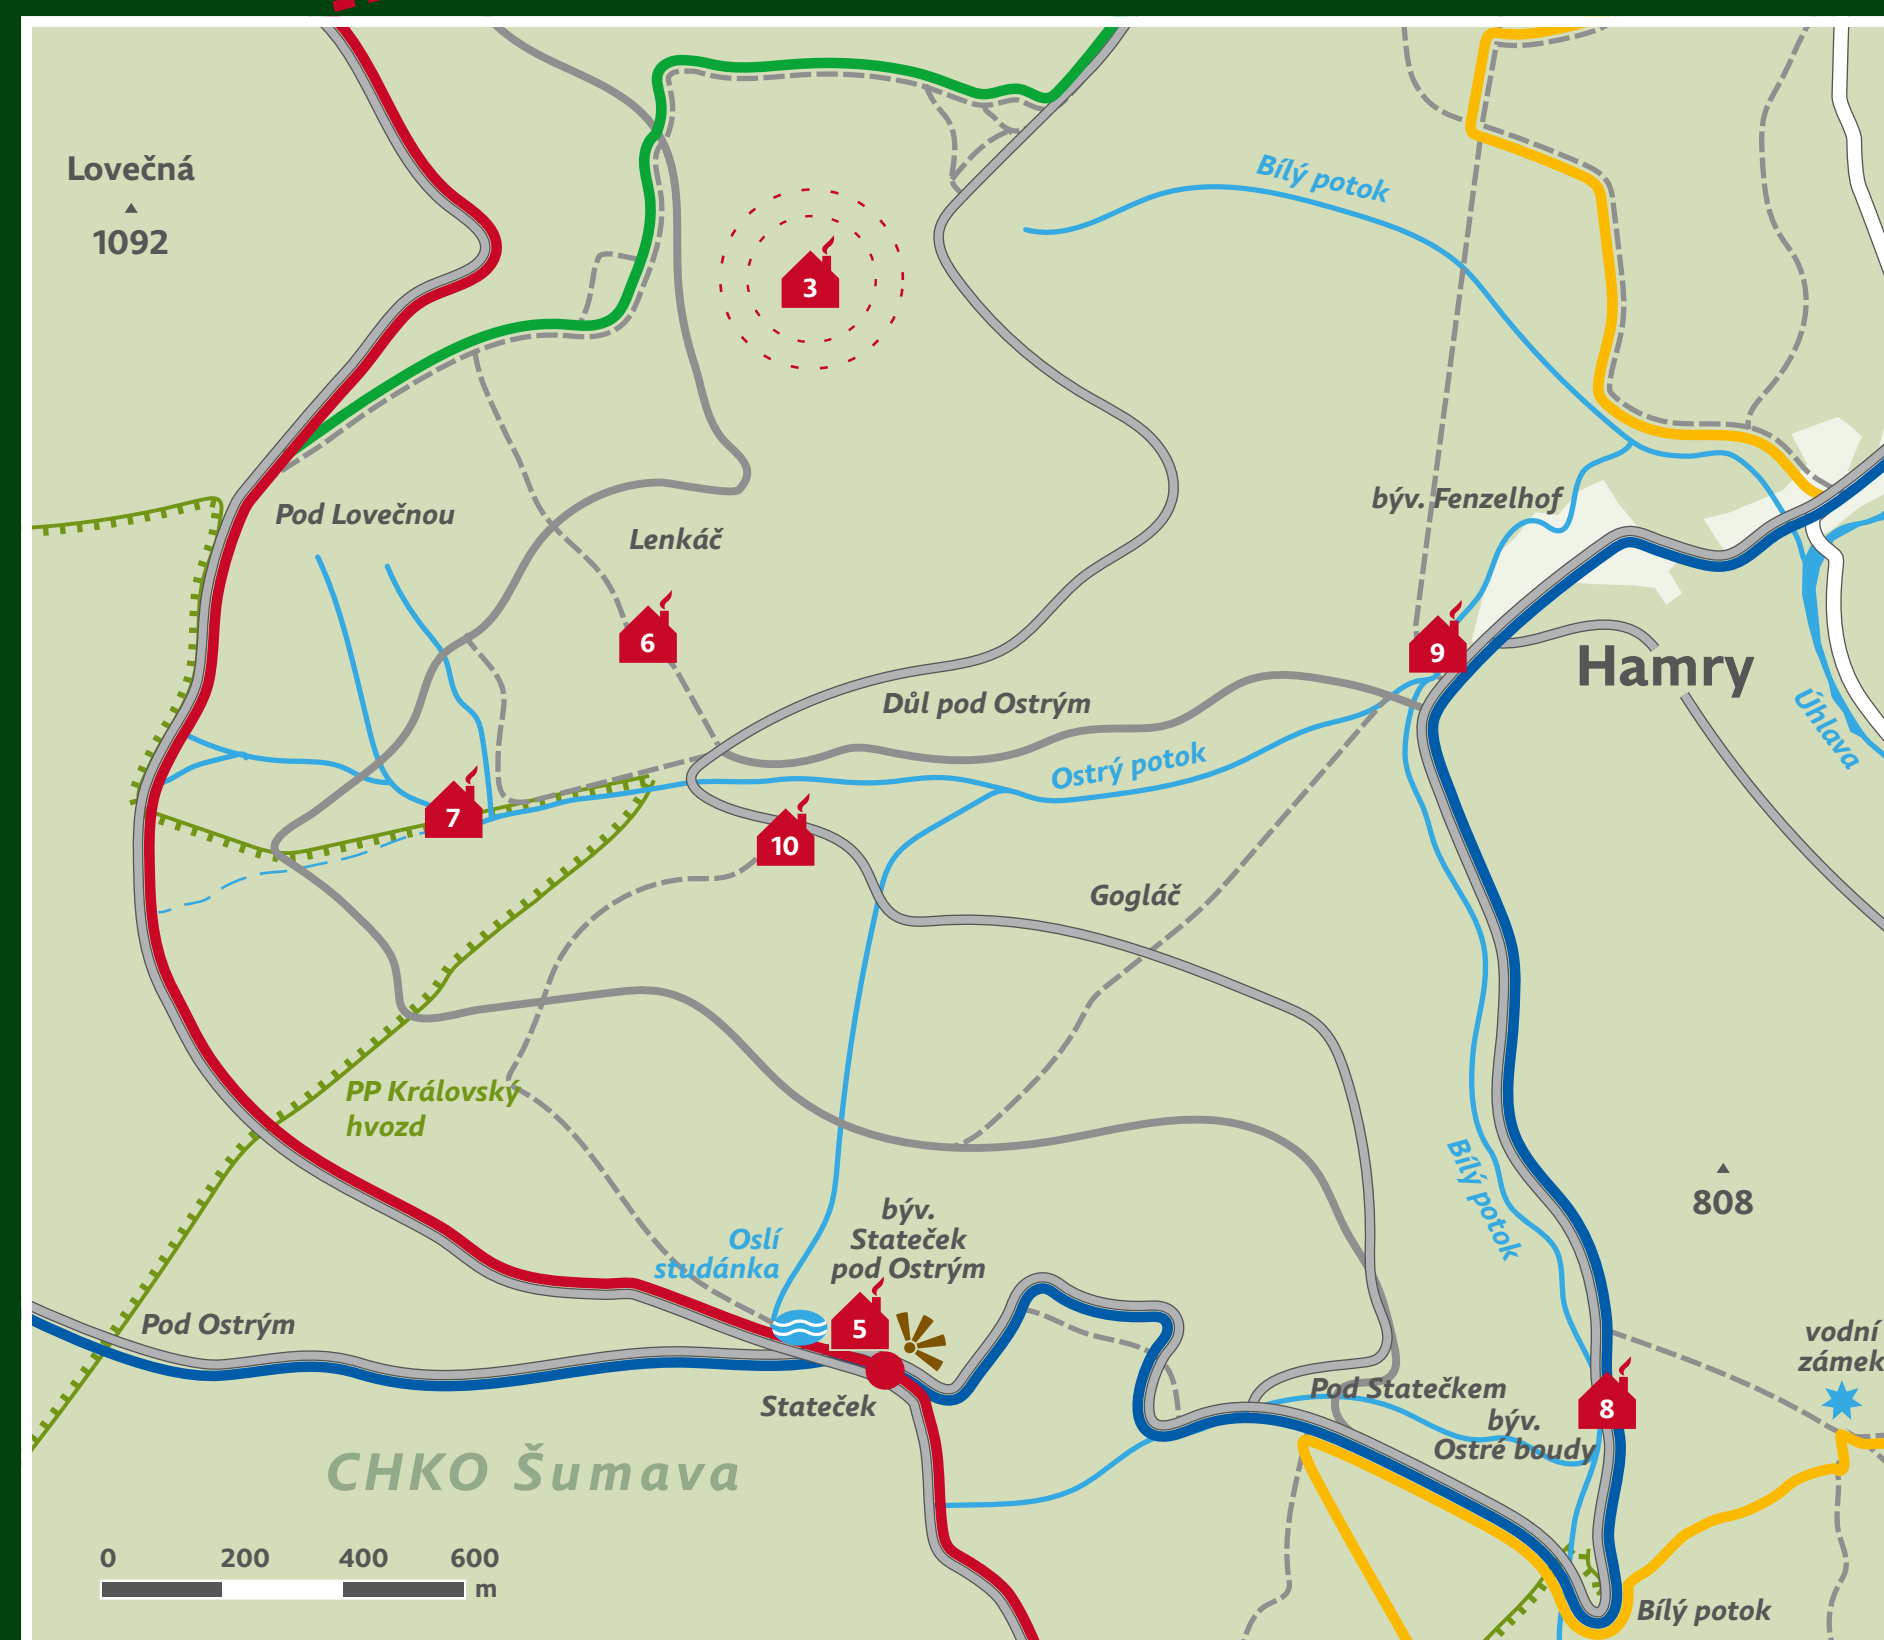 Lovečná
1092
Bílý potok
3
Pod Lovečnou
býv. Fenzelhof
Lenkáč
6
9
Hamry
Důl pod Ostrým
Úhlava
Ostrý potok
7
10
Gogláč
PP Královský
hvozd
Bílý potok
808
býv.
Stateček
pod Ostrým
Oslí
studánka
Pod Ostrým
5
vodní
zámek
Stateček
Pod Statečkem
8
býv.
Ostré boudy
CHKO Šumava
0 200 400 600
m
Bílý potok